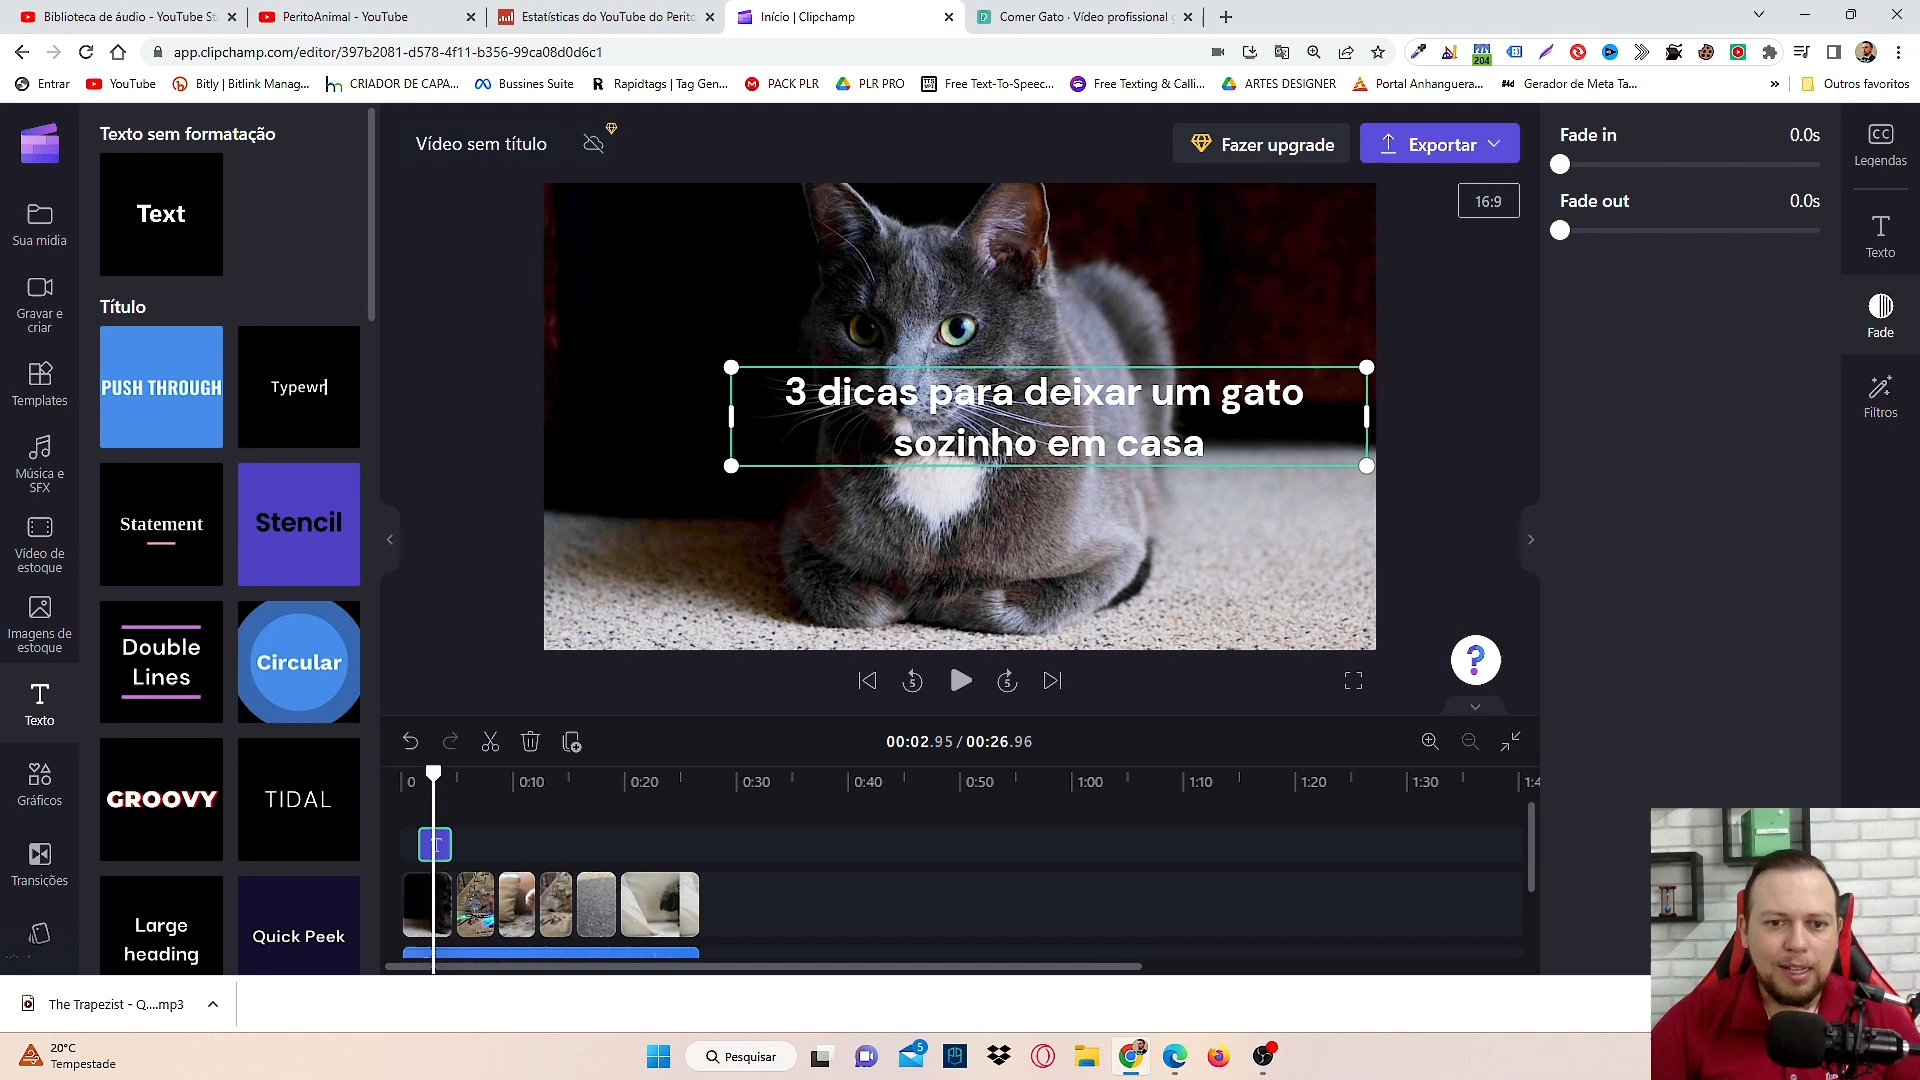 Biblioteca de áudio - YouTube St
PeritoAnimal - YouTube
Estatísticas do YouTube do Perito
Início | Clipchamp
Comer Gato · Vídeo profissional
app.clipchamp.com/editor/397b2081-d578-4f11-b356-99ca08d0d6c1
204
Entrar
YouTube
Bitly | Bitlink Manag...
CRIADOR DE CAPA...
Bussines Suite
Rapidtags | Tag Gen...
PACK PLR
PLR PRO
Free Text-To-Speec...
Free Texting & Calli...
ARTES DESIGNER
Portal Anhanguera...
Gerador de Meta Ta...
»
Outros favoritos
Sua mídia
Gravar e
criar
Templates
Música e
SFX
Vídeo de
estoque
Imagens de
estoque
Texto
Gráficos
Transições
Texto sem formatação
Text
Título
PUSH THROUGH
Typewr
Statement
Stencil
Double
Lines
Circular
GROOVY
TIDAL
Large
heading
Quick Peek
Vídeo sem título
Fazer upgrade
Exportar
16:9
3 dicas para deixar um gato
sozinho em casa
5
5
?
00:02.95 / 00:26.96
0
0:10
0:20
0:30
0:40
0:50
1:00
1:10
1:20
1:30
1:4
T
Fade in
0.0s
Fade out
0.0s
CC
Legendas
Texto
Fade
Filtros
The Trapezist - Q....mp3
20°C
Tempestade
Pesquisar
5